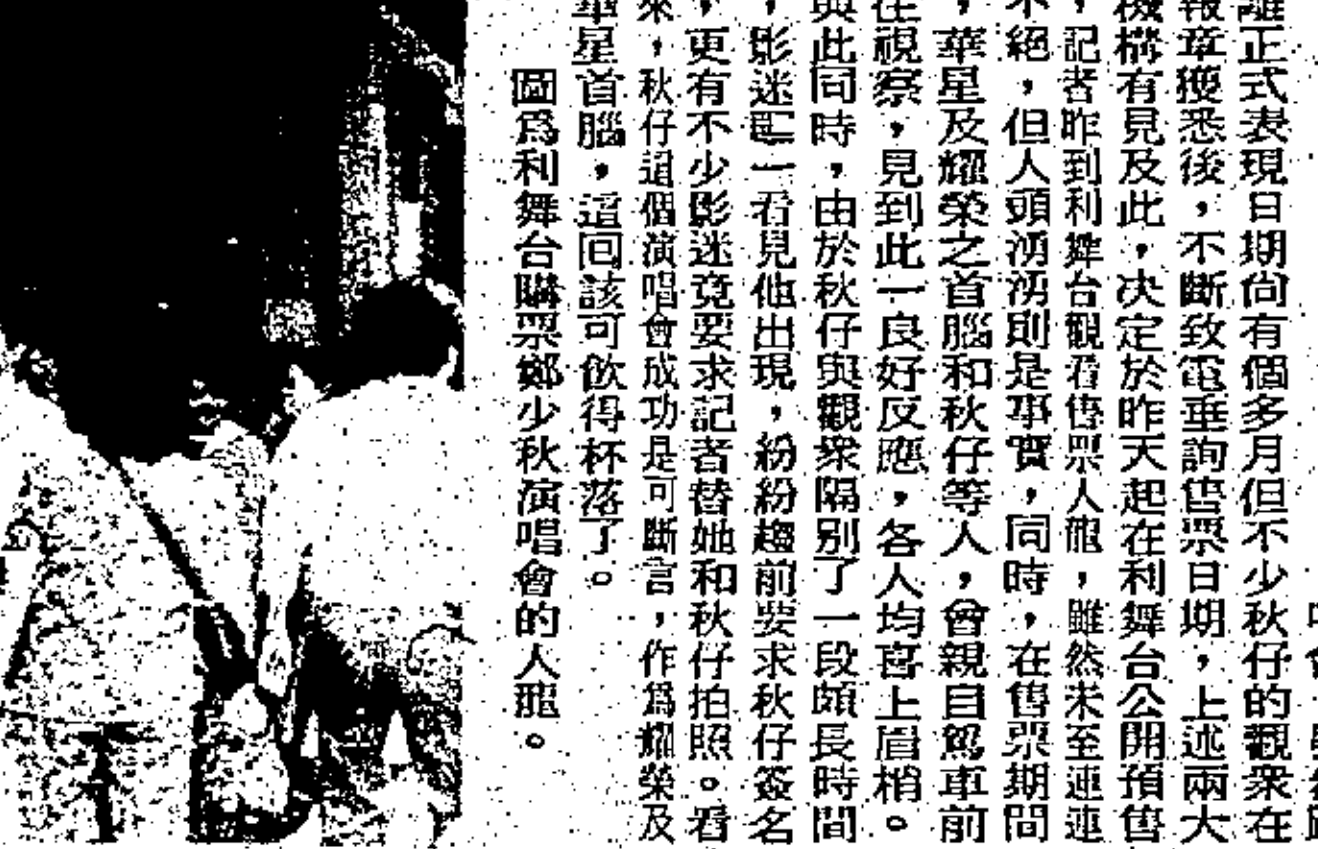 離正式表現日期尙有個多月但不少秋仔的觀衆在
報章獲悉後，不斷致電垂詢售票日期，上述兩大
機構有見及此，决定於昨天起在利舞台公開預售
，記者昨到利舞台觀看售票人龍，雖然未至連連
不絕，但人頭湧湧則是事實，同時，在售票期間
，華星及耀榮之首腦和秋仔等人，曾親自駕車前
在視察，見到此一良好反應，各人均喜上眉梢。
與此同時，由於秋仔與觀衆隔別了一段頗長時間
，影迷一看見他出現，紛紛趨前要求秋仔簽名
，更有不少影迷竟要求記者替她和秋仔拍照。看
來，秋仔這個演唱會成功是可斷言，作爲耀榮及
華星首腦，這回該可飲得杯落了。
圖爲利舞台購票鄭少秋演唱會的人龍。